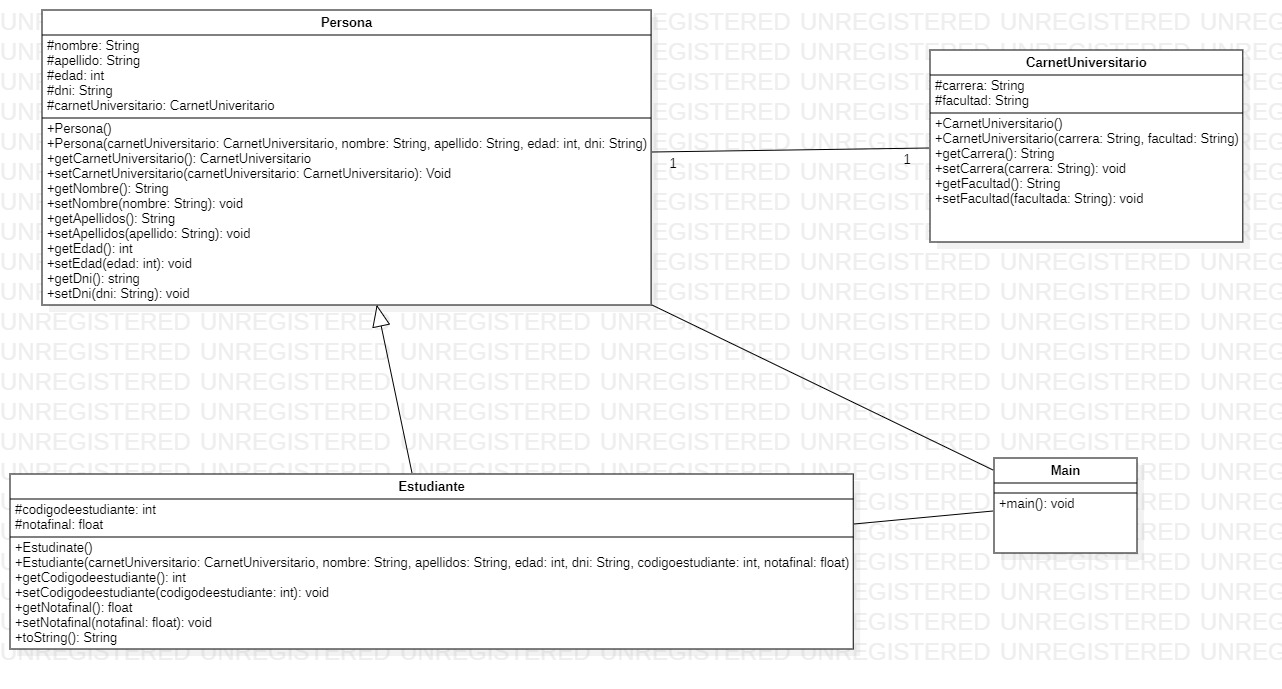 Persona
#nombre: String
#apellido: String
#edad: int
#dni: String
#carnetUniversitario: CarnetUniveritario
+Persona()
+Persona(carnetUniversitario: CarnetUniversitario, nombre: String, apellido: String, edad: int, dni: String)
+getCarnetUniversitario(): CarnetUniversitario
+setCarnetUniversitario(carnetUniversitario: CarnetUniversitario): Void
+getNombre(): String
+setNombre(nombre: String): void
+getApellidos(): String
+setApellidos(apellido: String): void
+getEdad(): int
+setEdad(edad: int): void
+getDni(): string
+setDni(dni: String): void
1
1
CarnetUniversitario
#carrera: String
#facultad: String
+CarnetUniversitario()
+CarnetUniversitario(carrera: String, facultad: String)
+getCarrera(): String
+setCarrera(carrera: String): void
+getFacultad(): String
+setFacultad(facultada: String): void
Estudiante
#codigodeestudiante: int
#notafinal: float
+Estudinate()
+Estudiante(carnetUniversitario: CarnetUniversitario, nombre: String, apellidos: String, edad: int, dni: String, codigoestudiante: int, notafinal: float)
+getCodigodeestudiante(): int
+setCodigodeestudiante(codigodeestudiante: int): void
+getNotafinal(): float
+setNotafinal(notafinal: float): void
+toString(): String
Main
+main(): void
UNREGISTERED UNREGISTERED UNREGISTERED UNREGISTERED UNREGISTERED UNREGISTERED